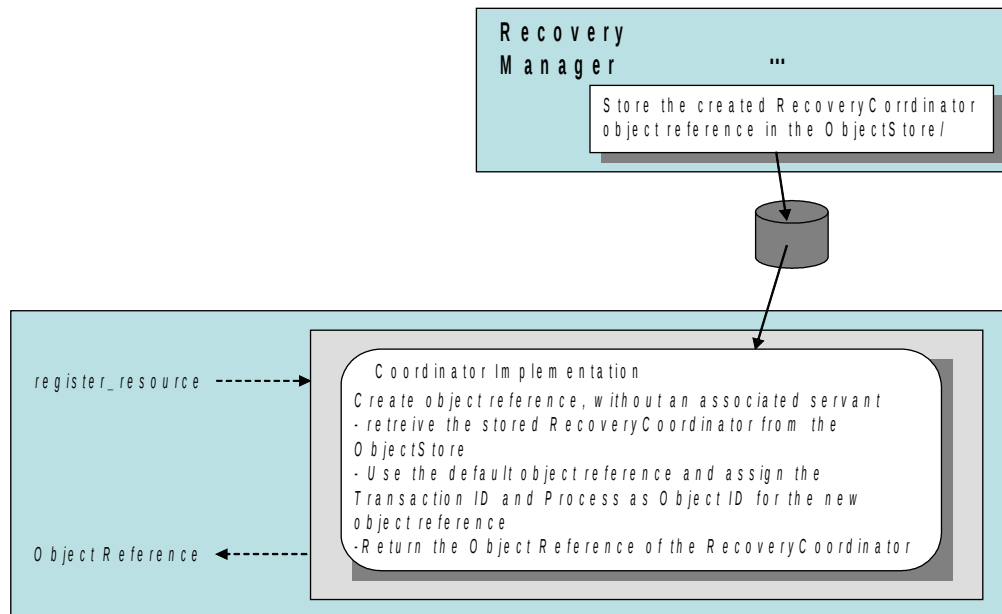 Recovery
Manager ...
Store the created RecoveryCorrdinator
object reference in the ObjectStore/
Coordinator Implementation
register_resource
Create object reference, without an associated servant
- retreive the stored RecoveryCoordinator from the
ObjectStore
- Use the default object reference and assign the
Transaction ID and Process as Object ID for the new
object reference
-Return the Object Reference of the RecoveryCoordinator
Object Reference